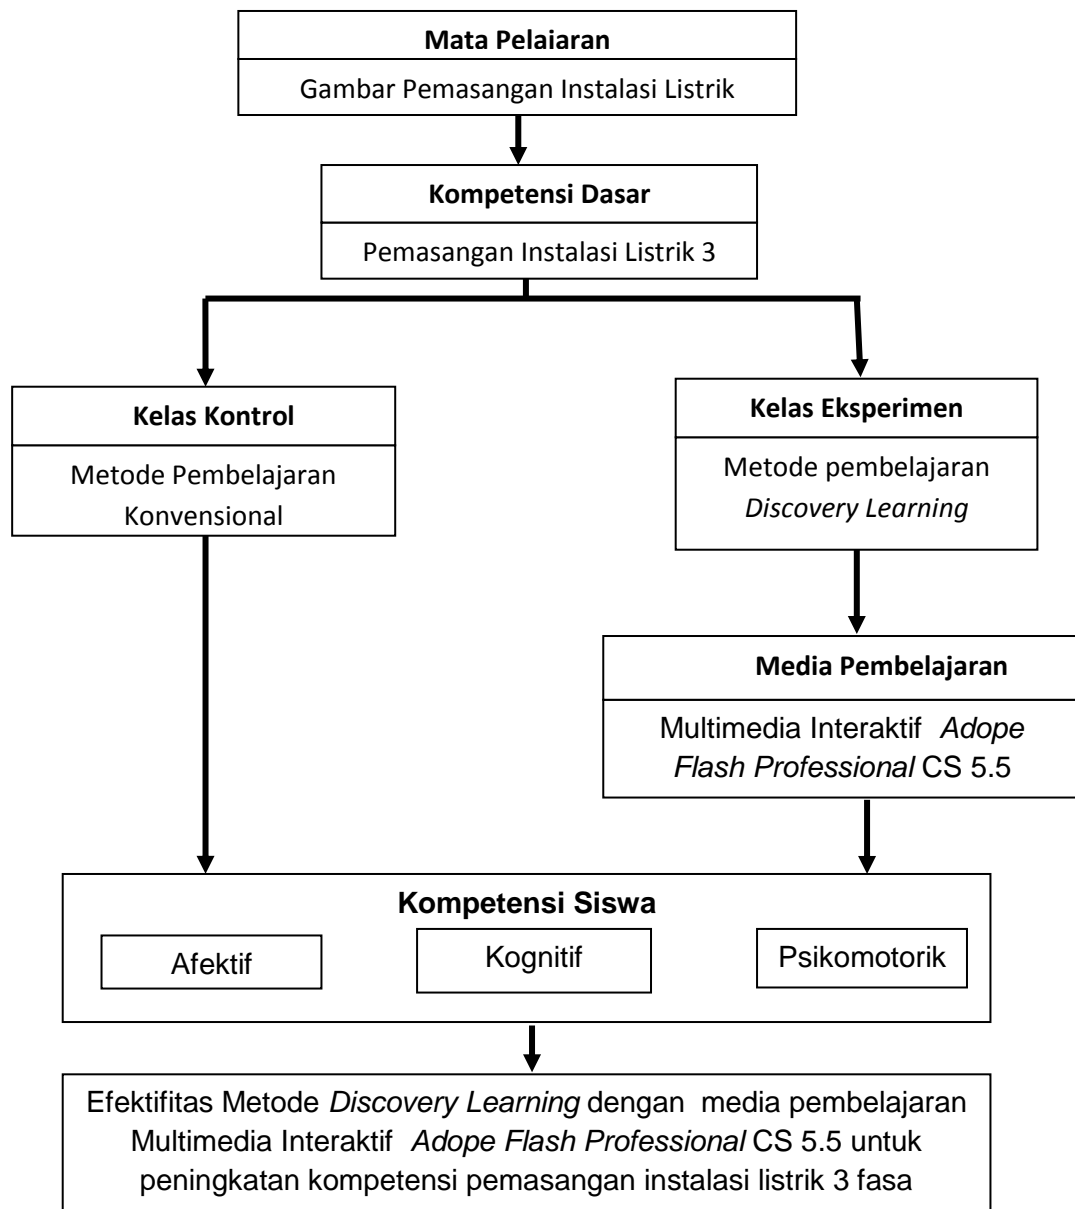 Mata Pelaiaran
Gambar Pemasangan Instalasi Listrik
Kompetensi Dasar
Pemasangan Instalasi Listrik 3
Kelas Kontrol
Metode Pembelajaran
Konvensional
Kelas Eksperimen
Metode pembelajaran
Discovery Learning
Media Pembelajaran
Multimedia Interaktif Adope
Flash Professional CS 5.5
Kompetensi Siswa
Afektif
Kognitif
Psikomotorik
Efektifitas Metode Discovery Learning dengan media pembelajaran
Multimedia Interaktif Adope Flash Professional CS 5.5 untuk
peningkatan kompetensi pemasangan instalasi listrik 3 fasa